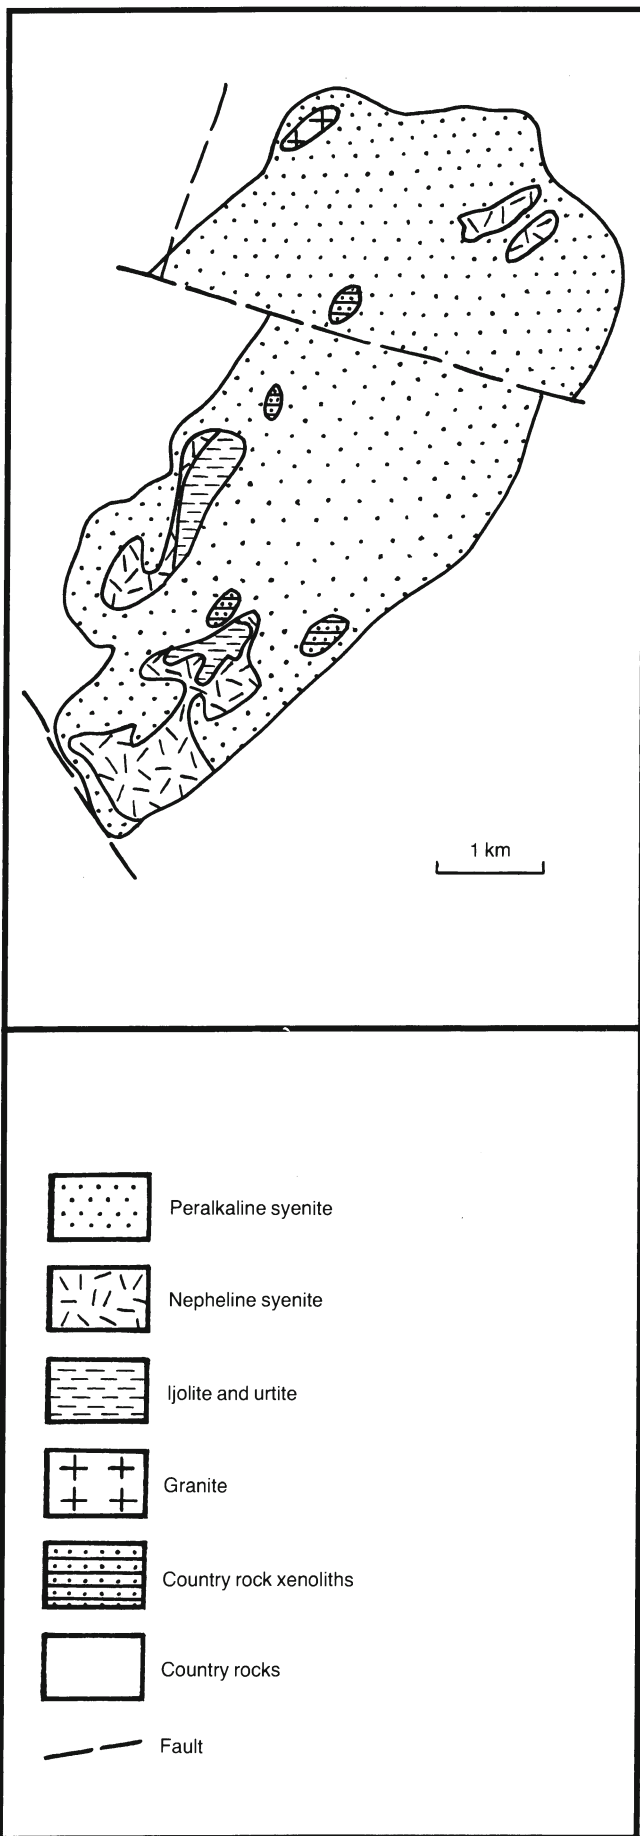 1 km
Peralkaline syenite
Nepheline syenite
Ijolite and urtite
Granite
Country rock xenoliths
Country rocks
Fault